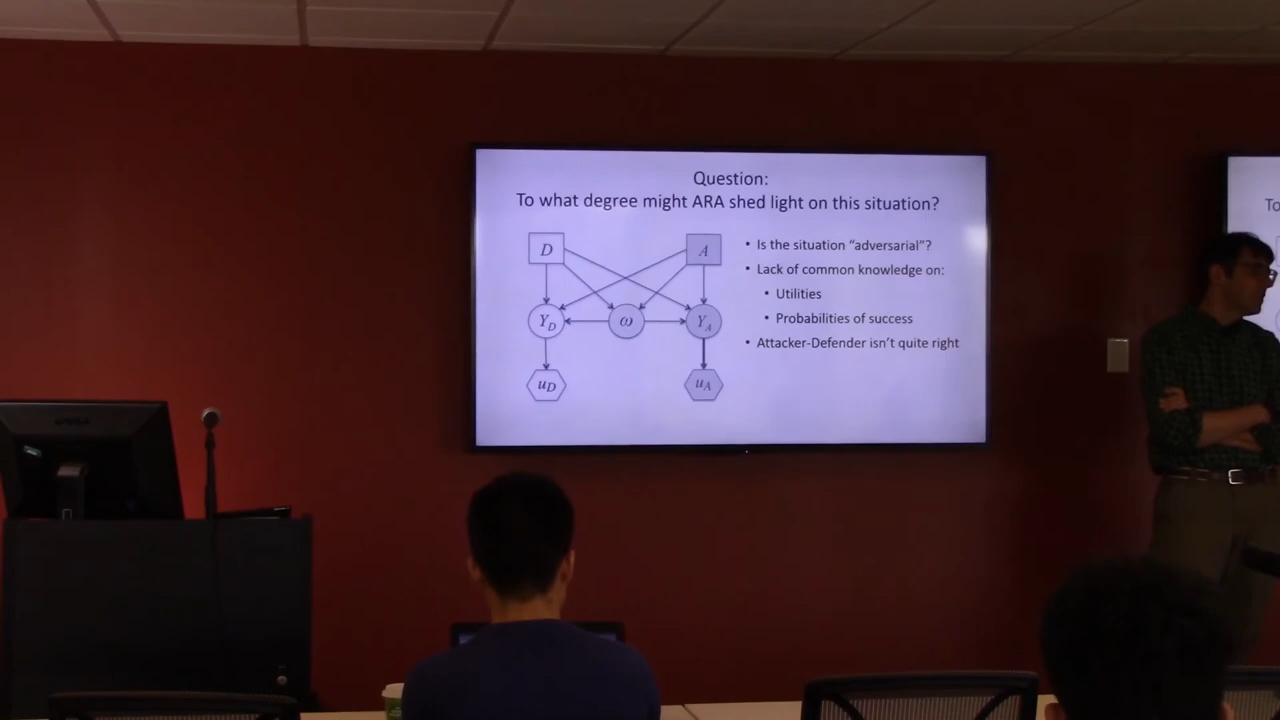 Question:
To what degree might ARA shed light on this situation?
D
A
• Is the situation “adversarial”?
• Lack of common knowledge on:
• Utilities
• Probabilities of success
• Attacker-Defender isn’t quite right
Y_D
ω
Y_A
u_D
u_A
To